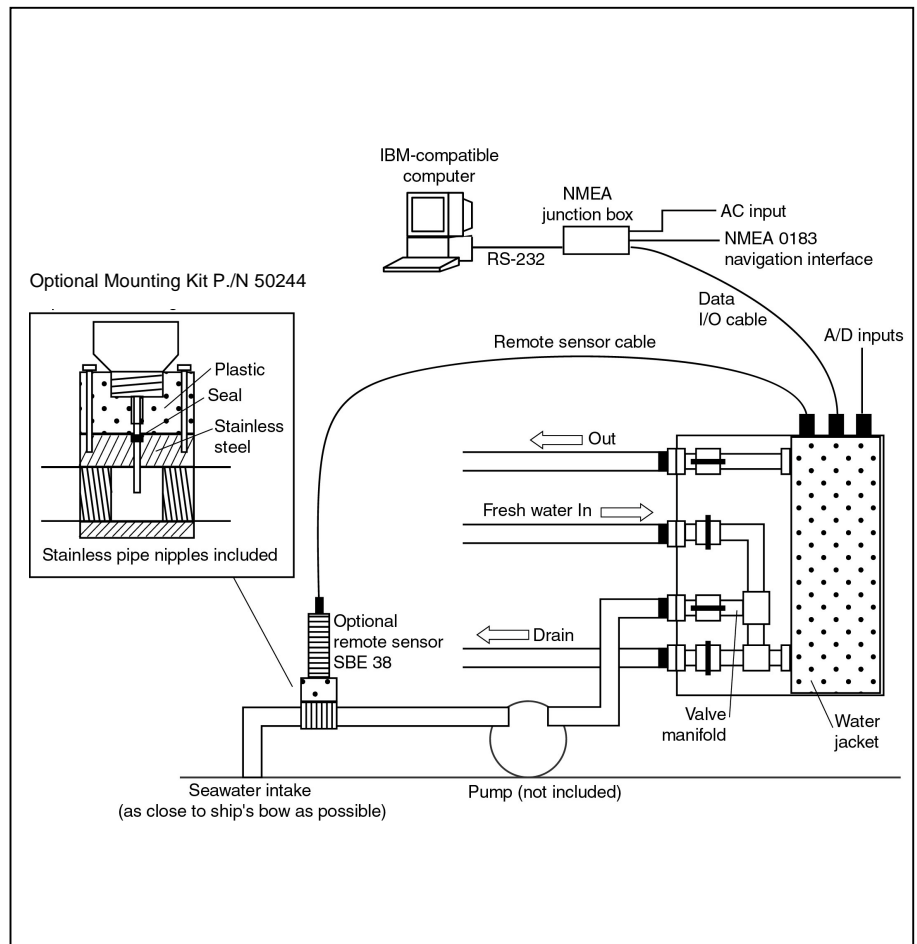 IBM-compatible
computer
NMEA
junction box
AC input
NMEA 0183
navigation interface
RS-232
Optional Mounting Kit P./N 50244
Data
I/O cable
A/D inputs
Remote sensor cable
Plastic
Seal
Stainless
steel
Out
Fresh water In
Stainless pipe nipples included
Optional
remote sensor
SBE 38
Drain
Valve
manifold
Water
jacket
Seawater intake
(as close to ship's bow as possible)
Pump (not included)